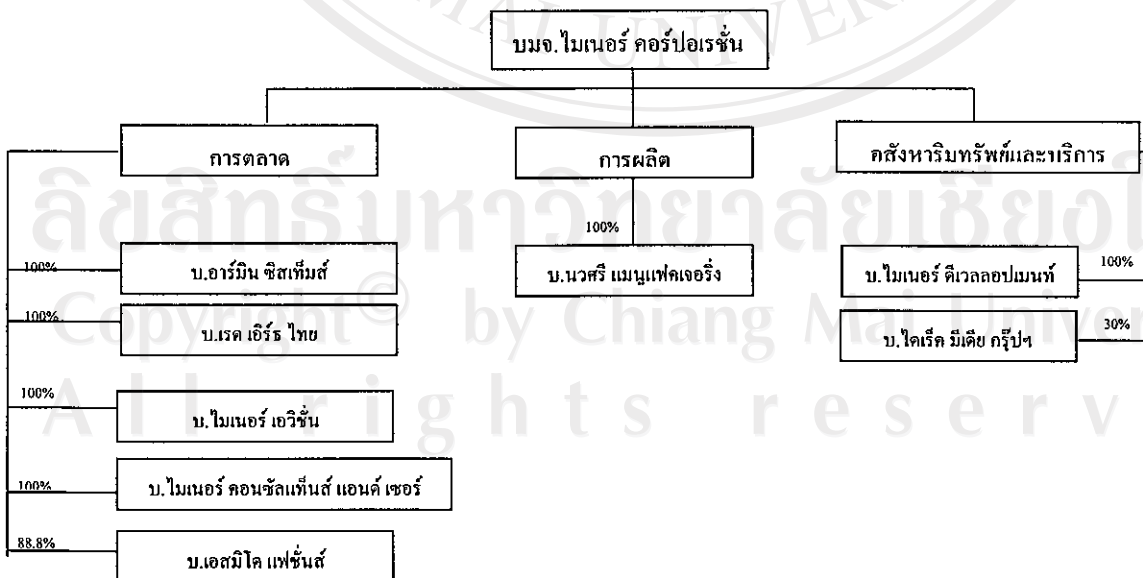 บมจ.ไมเนอร์ คอร์ปอเรชั่น
การตลาด
การผลิต
อสังหาริมทรัพย์และบริการ
100%
บ.อาร์มิน ซิสเท็มส์
100%
บ.เรด เอิร์ธ ไทย
100%
บ.ไมเนอร์ เอวิชั่น
100%
บ.ไมเนอร์ คอนซัลแท็นส์ แอนด์ เซอร์
88.8%
บ.เอสมิโด แฟชั่นส์
100%
บ.นวศรี แมนูแฟคเจอริ่ง
บ.ไมเนอร์ ดีเวลลอปเมนท์
100%
บ.ไดเร็ค มีเดีย กรุ๊ปฯ
30%
MAI UNIVER
ลิขสิทธิ์มหาวิทยาลัยเชียงใ
Copyright© by Chiang Mai Univer
All rights reserv